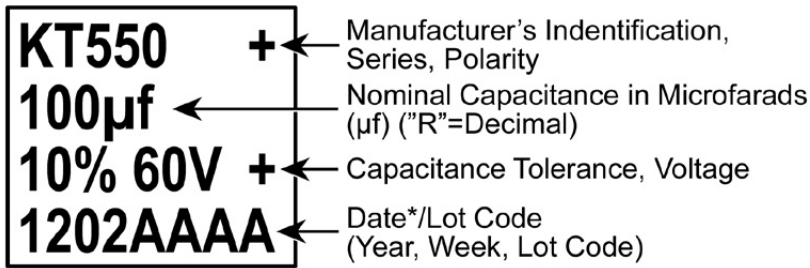 KT550 +
Manufacturer's Indentification,
Series, Polarity
100µf
Nominal Capacitance in Microfarads
(µf) ("R"=Decimal)
10% 60V +
Capacitance Tolerance, Voltage
1202AAAA
Date*/Lot Code
(Year, Week, Lot Code)